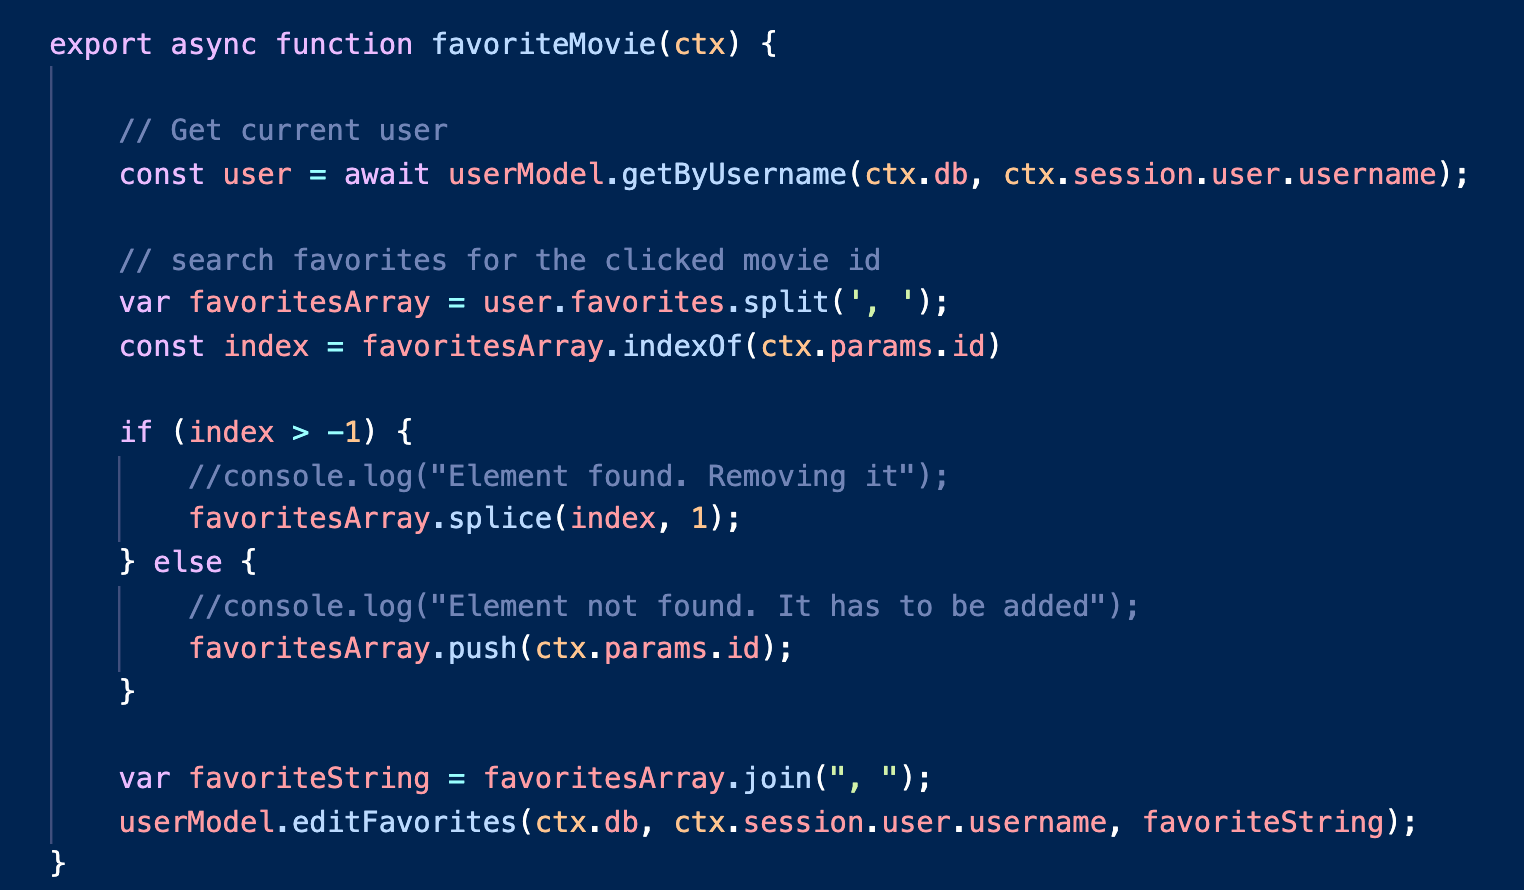 export async function favoriteMovie(ctx) {
// Get current user
const user = await userModel.getByUsername(ctx.db, ctx.session.user.username);
// search favorites for the clicked movie id
var favoritesArray = user.favorites.split(', ');
const index = favoritesArray.indexOf(ctx.params.id)
if (index > -1) {
//console.log("Element found. Removing it");
favoritesArray.splice(index, 1);
} else {
//console.log("Element not found. It has to be added");
favoritesArray.push(ctx.params.id);
}
var favoriteString = favoritesArray.join(", ");
userModel.editFavorites(ctx.db, ctx.session.user.username, favoriteString);
}